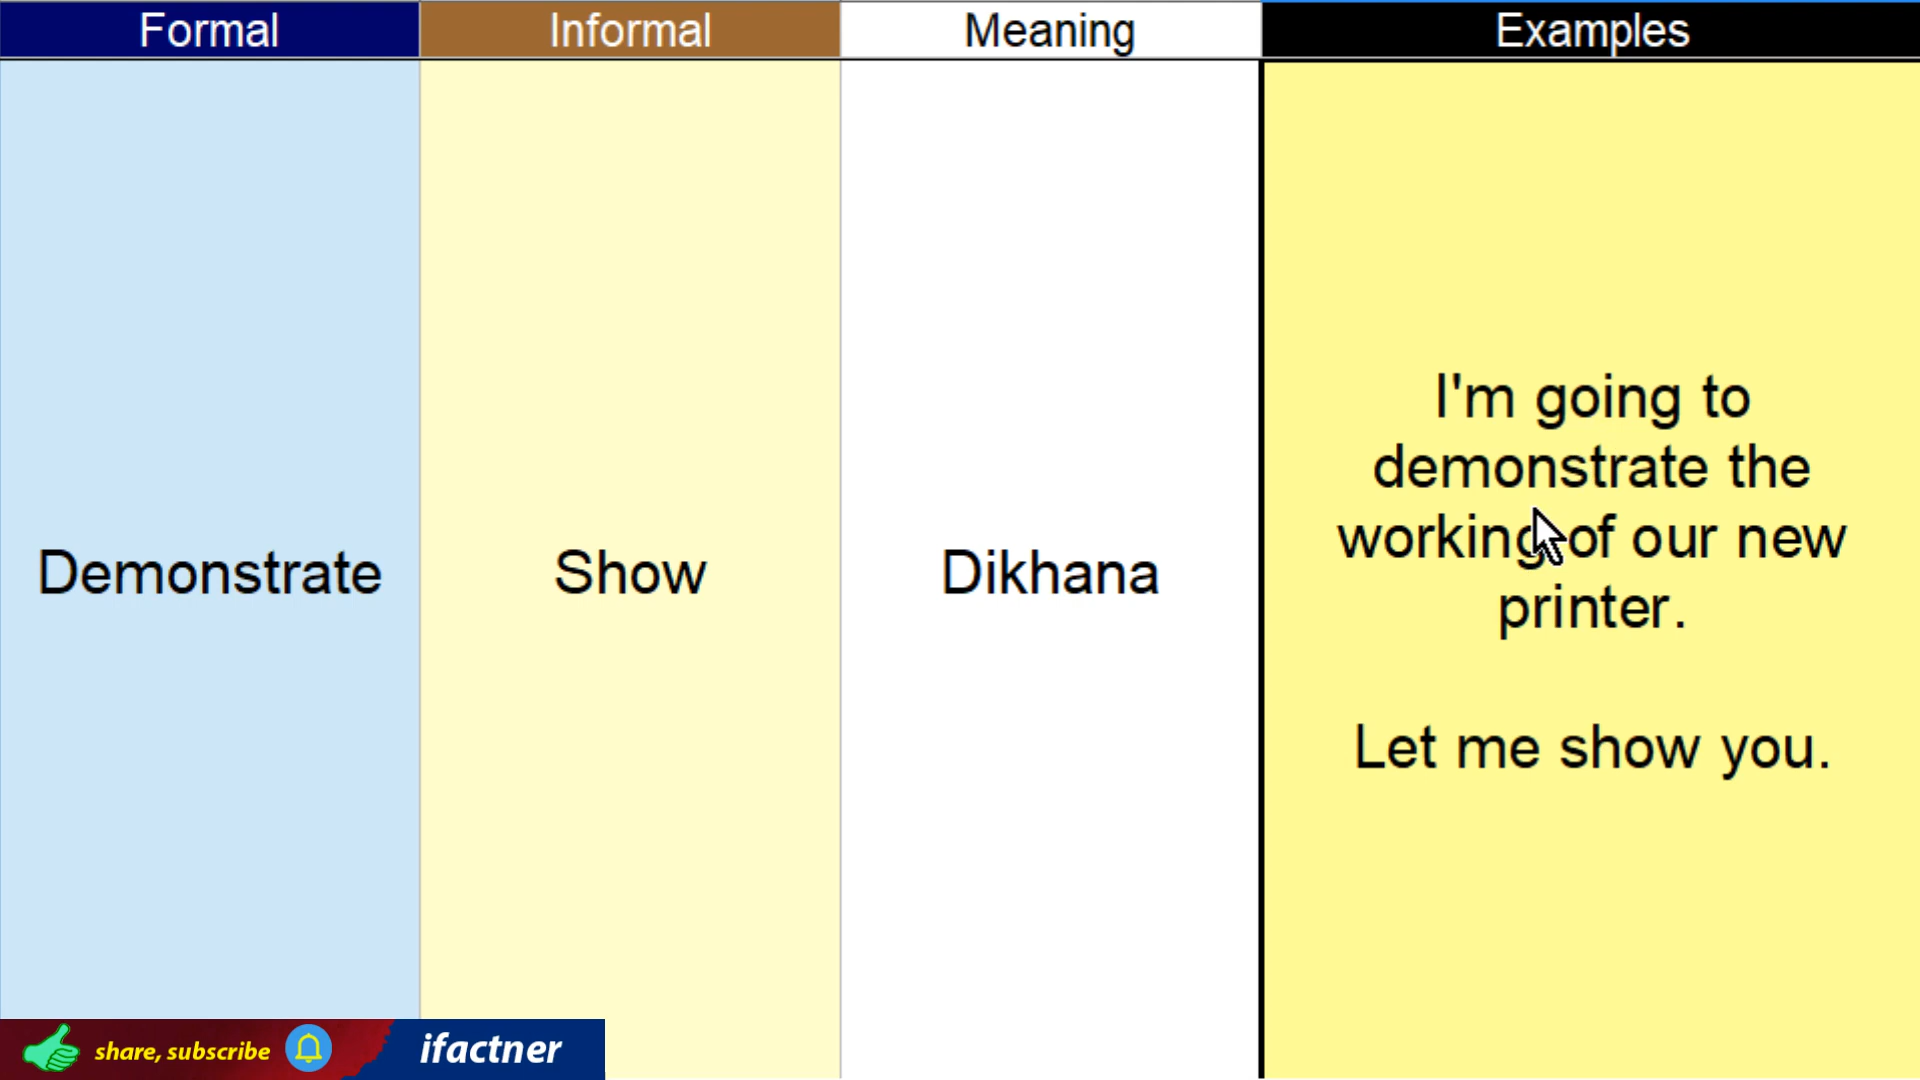 Formal Informal Meaning Examples
Demonstrate
Show
Dikhana
I'm going to
demonstrate the
working of our new
printer.
Let me show you.
share, subscribe
ifactner